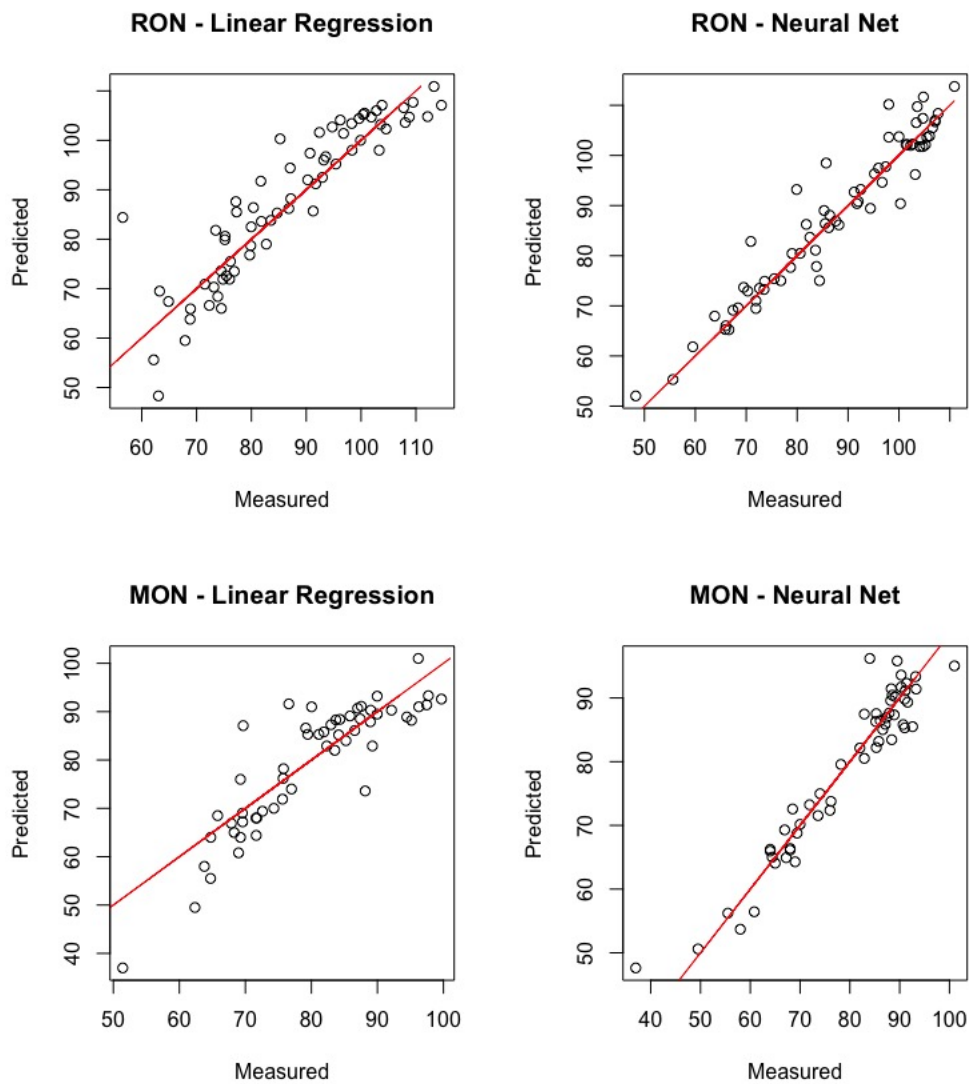 RON - Linear Regression
Predicted
100
90
80
70
60
50
60 70 80 90 100 110
Measured
RON - Neural Net
Predicted
100
90
80
70
60
50
50 60 70 80 90 100
Measured
MON - Linear Regression
Predicted
100
90
80
70
60
50
40
50 60 70 80 90 100
Measured
MON - Neural Net
Predicted
90
80
70
60
50
40 50 60 70 80 90 100
Measured